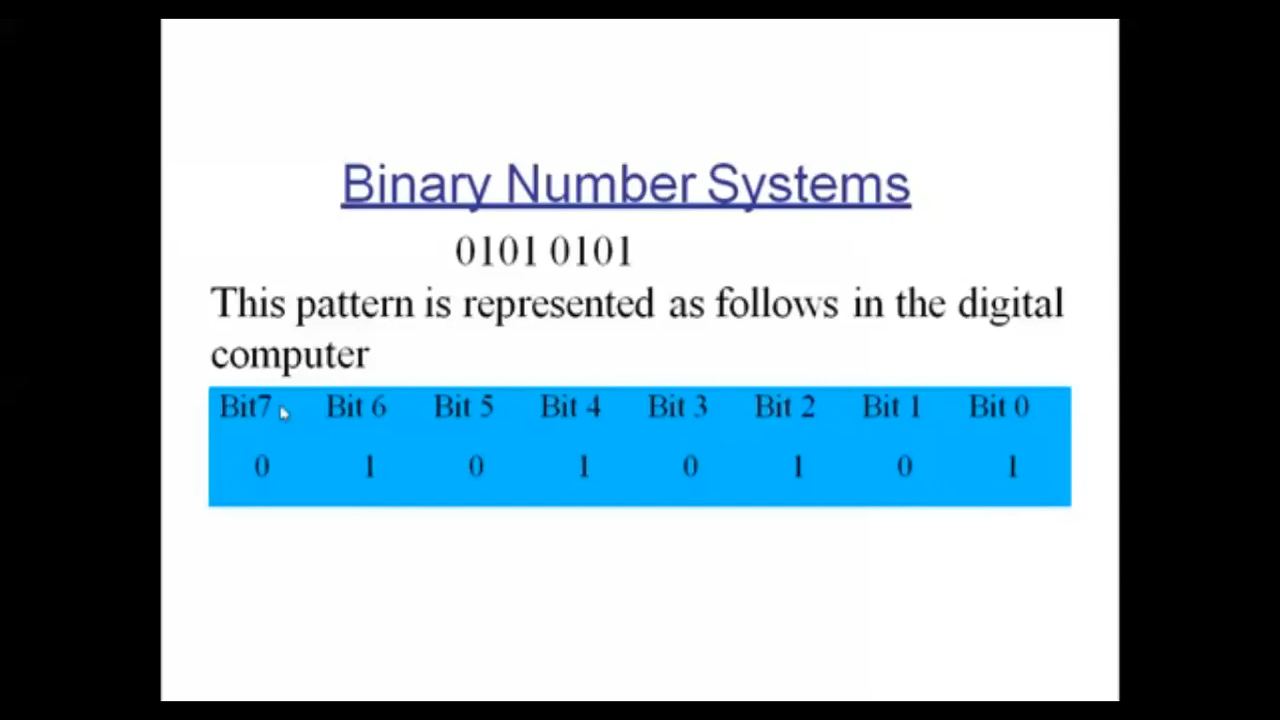 Binary Number Systems
0101 0101
This pattern is represented as follows in the digital
computer
Bit7 Bit 6 Bit 5 Bit 4 Bit 3 Bit 2 Bit 1 Bit 0
0 1 0 1 0 1 0 1